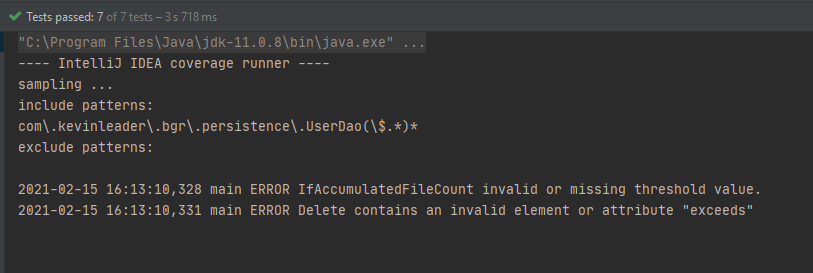 Tests passed: 7 of 7 tests – 3 s 718 ms
"C:\Program Files\Java\jdk-11.0.8\bin\java.exe" ...
---- IntelliJ IDEA coverage runner ----
sampling ...
include patterns:
com\.kevinleader\.bgr\.persistence\.UserDao(\$.*)*
exclude patterns:
2021-02-15 16:13:10,328 main ERROR IfAccumulatedFileCount invalid or missing threshold value.
2021-02-15 16:13:10,331 main ERROR Delete contains an invalid element or attribute "exceeds"